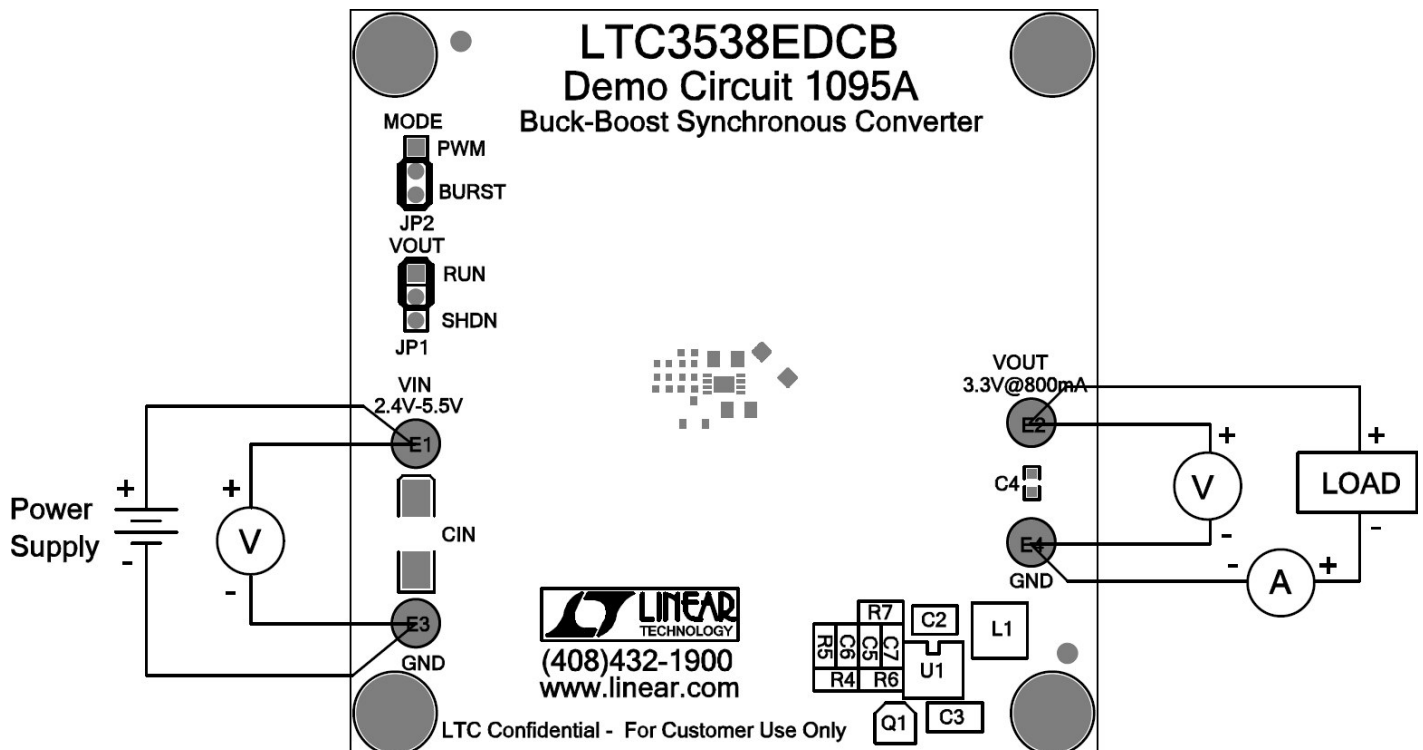 LTC3538EDCB
Demo Circuit 1095A
Buck-Boost Synchronous Converter
MODE
PWM
BURST
JP2
VOUT
RUN
SHDN
JP1
VIN
2.4V-5.5V
E1
CIN
E3
GND
Power
Supply
+
-
+
V
-
VOUT
3.3V@800mA
E2
C4
E4
GND
+
V
-
+
LOAD
-
-
A
+
LINEAR
TECHNOLOGY
(408)432-1900
www.linear.com
LTC Confidential - For Customer Use Only
R7
C2
L1
R5
C6
C5
C7
U1
R4
R6
Q1
C3